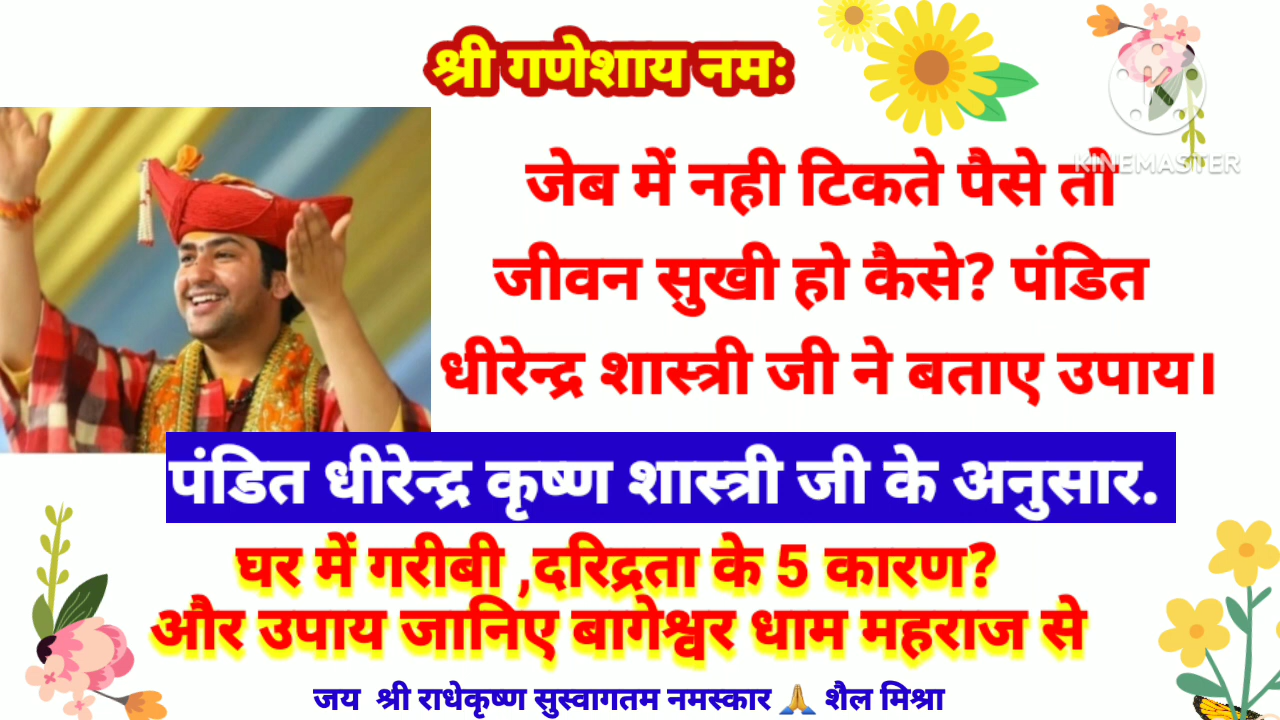 श्री गणेशाय नमः
KINEMASTER
जेब में नही टिकते पैसे तो
जीवन सुखी हो कैसे? पंडित
धीरेन्द्र शास्त्री जी ने बताए उपाय।
पंडित धीरेन्द्र कृष्ण शास्त्री जी के अनुसार.
घर में गरीबी ,दरिद्रता के 5 कारण?
और उपाय जानिए बागेश्वर धाम महराज से
जय श्री राधेकृष्ण सुस्वागतम नमस्कार 🙏 शैल मिश्रा